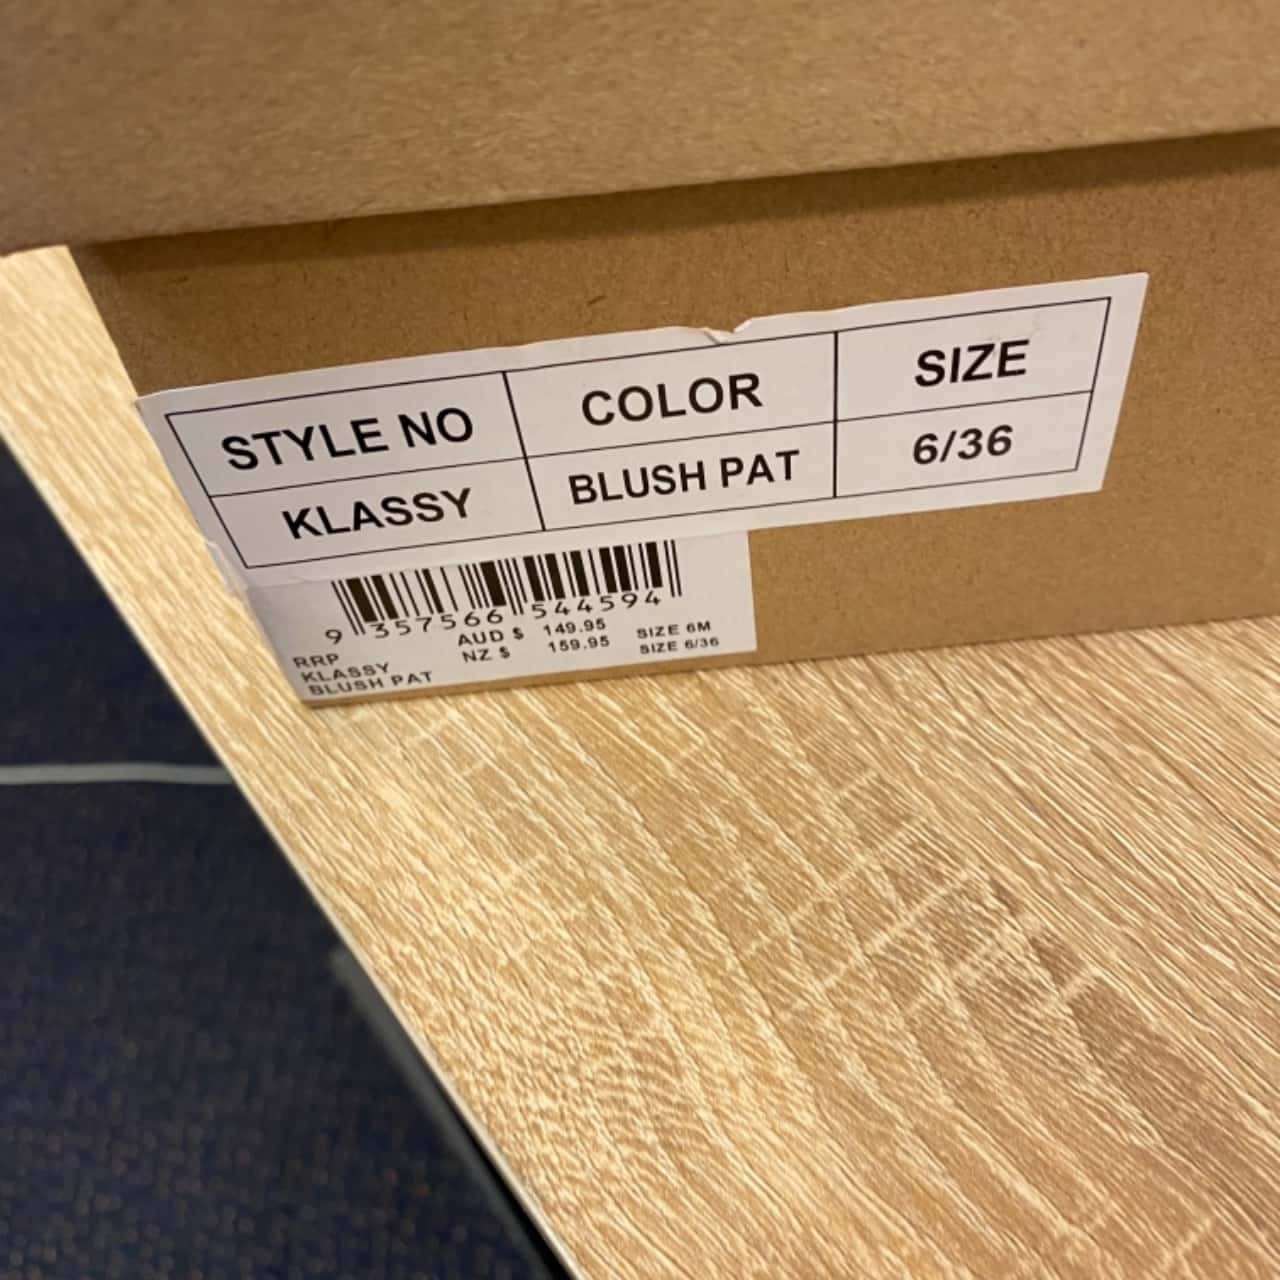 STYLE NO COLOR SIZE
KLASSY BLUSH PAT 6/36
9 357566 544594
RRP AUD $ 149.95 SIZE 6M
KLASSY NZ $ 159.95 SIZE 6/36
BLUSH PAT